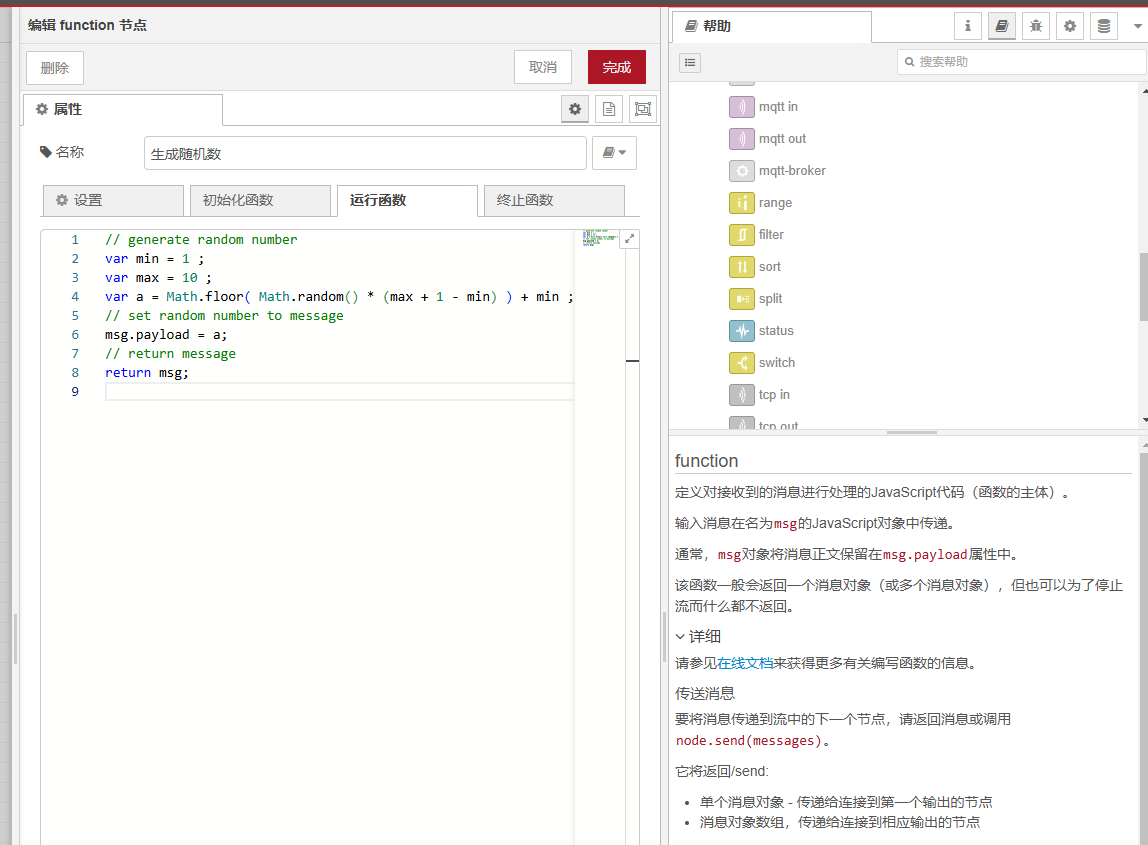 编辑 function 节点
删除
取消
完成
属性
名称
生成随机数
设置
初始化函数
运行函数
终止函数
1 // generate random number
2 var min = 1 ;
3 var max = 10 ;
4 var a = Math.floor( Math.random() * (max + 1 - min) ) + min ;
5 // set random number to message
6 msg.payload = a;
7 // return message
8 return msg;
9
帮助
搜索帮助
mqtt in
mqtt out
mqtt-broker
range
filter
sort
split
status
switch
tcp in
tcp out
function
定义对接收到的消息进行处理的JavaScript代码（函数的主体）。
输入消息在名为msg的JavaScript对象中传递。
通常，msg对象将消息正文保留在msg.payload属性中。
该函数一般会返回一个消息对象（或多个消息对象），但也可以为了停止
流而什么都不返回。
详细
请参见在线文档来获得更多有关编写函数的信息。
传送消息
要将消息传递到流中的下一个节点，请返回消息或调用
node.send(messages)。
它将返回/send:
• 单个消息对象 - 传递给连接到第一个输出的节点
• 消息对象数组，传递给连接到相应输出的节点